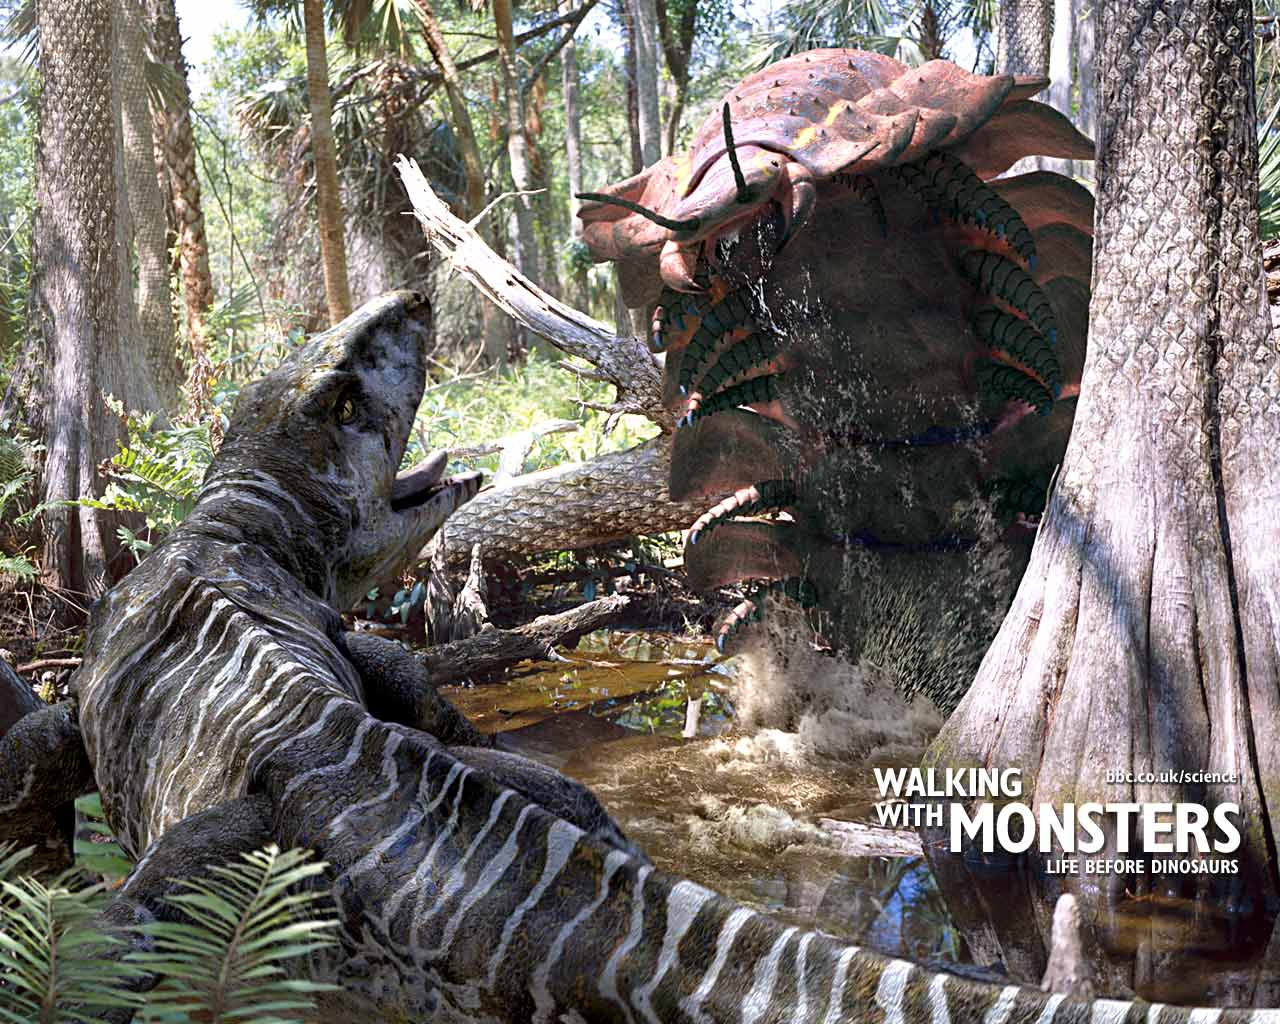 bbc.co.uk/science
WALKING
WITH MONSTERS
LIFE BEFORE DINOSAURS